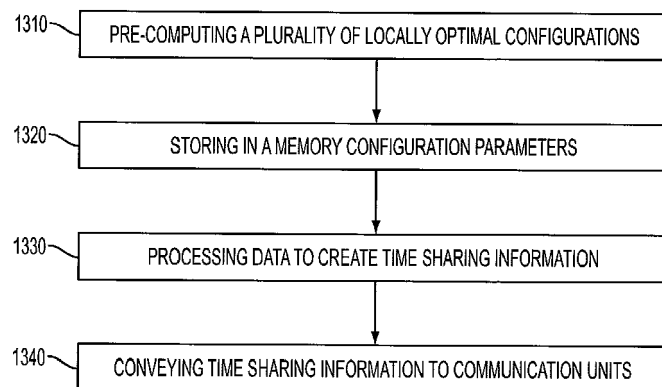 1310 PRE-COMPUTING A PLURALITY OF LOCALLY OPTIMAL CONFIGURATIONS
1320 STORING IN A MEMORY CONFIGURATION PARAMETERS
1330 PROCESSING DATA TO CREATE TIME SHARING INFORMATION
1340 CONVEYING TIME SHARING INFORMATION TO COMMUNICATION UNITS